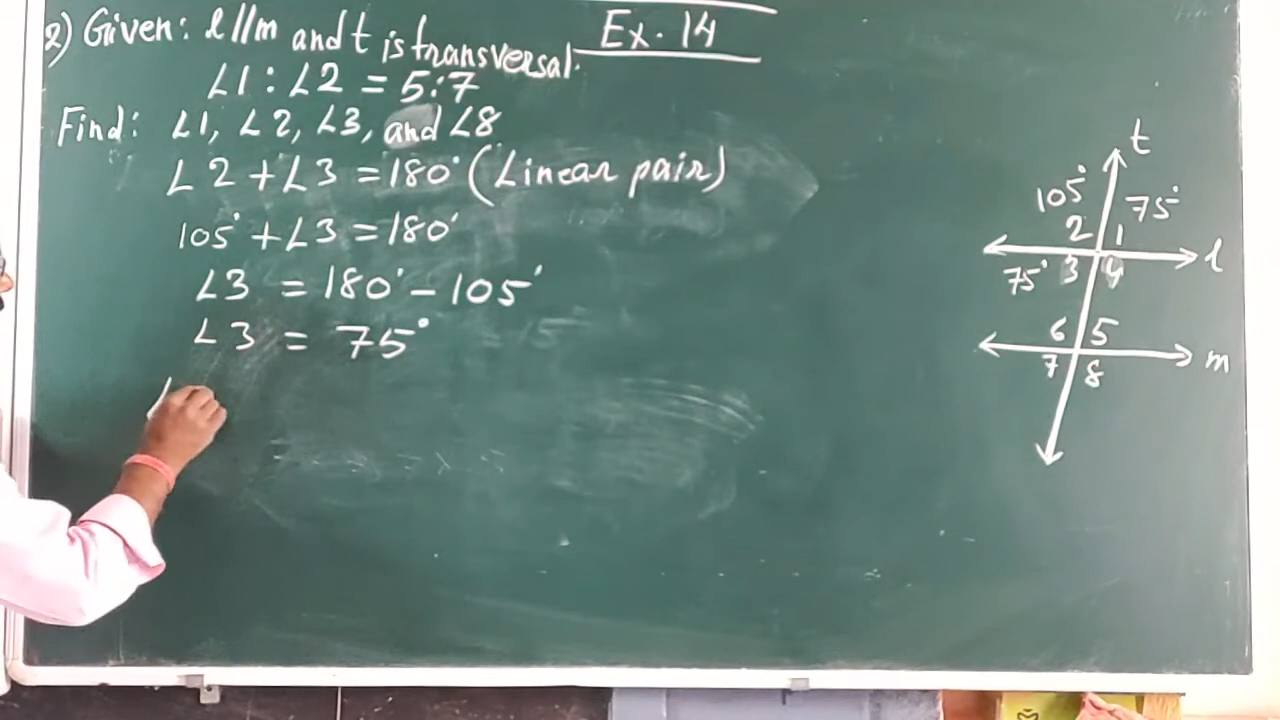 Ex. 14
2) Given: l // m and t is transversal.
∠1 : ∠2 = 5:7
Find: ∠1, ∠2, ∠3, and ∠8
∠2 + ∠3 = 180° (Linear pair)
105° + ∠3 = 180°
∠3 = 180° - 105°
∠3 = 75°
t
105° 75°
2 1
l
75° 3 4
6 5
m
7 8